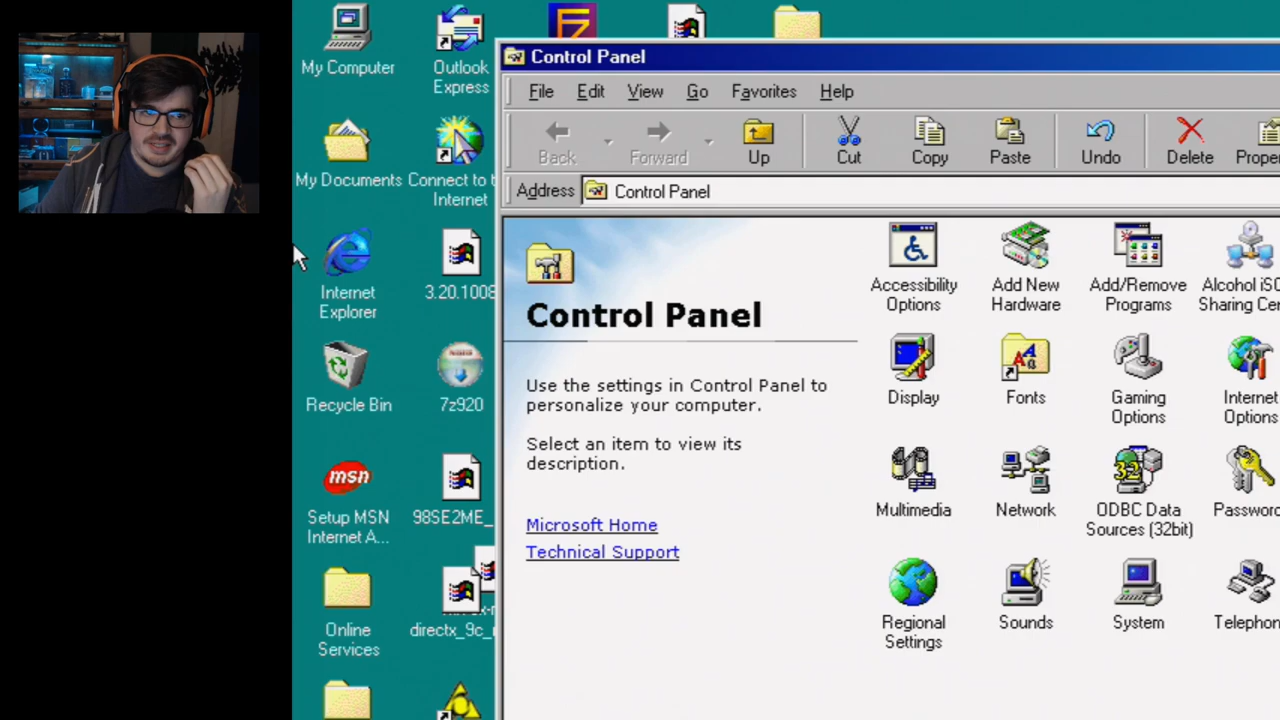 My Computer
Outlook
Express
My Documents
Connect to t
Internet
Internet
Explorer
3.20.1008
Recycle Bin
7z920
msn
Setup MSN
Internet A...
98SE2ME_
Online
Services
directx_9c_
Control Panel
File Edit View Go Favorites Help
Back Forward Up Cut Copy Paste Undo Delete Proper
Address Control Panel
Control Panel
Use the settings in Control Panel to
personalize your computer.
Select an item to view its
description.
Microsoft Home
Technical Support
Accessibility
Options
Add New
Hardware
Add/Remove
Programs
Alcohol iSC
Sharing Cen
Display
Fonts
Gaming
Options
Internet
Options
Multimedia
Network
32
ODBC Data
Sources (32bit)
Password
Regional
Settings
Sounds
System
Telephon